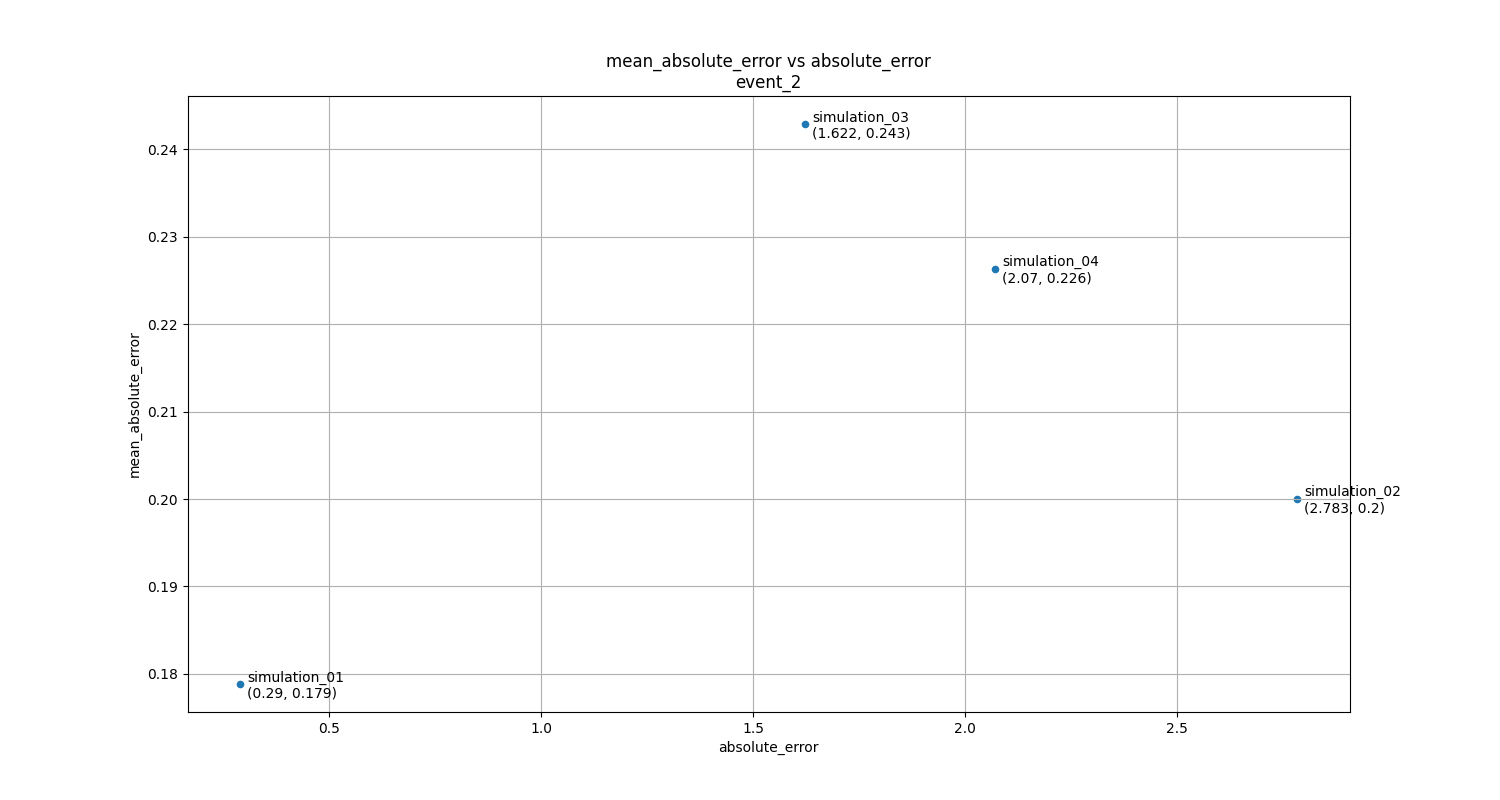 mean_absolute_error vs absolute_error
event_2
mean_absolute_error
0.24
0.23
0.22
0.21
0.20
0.19
0.18
simulation_03
(1.622, 0.243)
simulation_04
(2.07, 0.226)
simulation_02
(2.783, 0.2)
simulation_01
(0.29, 0.179)
0.5
1.0
1.5
2.0
2.5
absolute_error